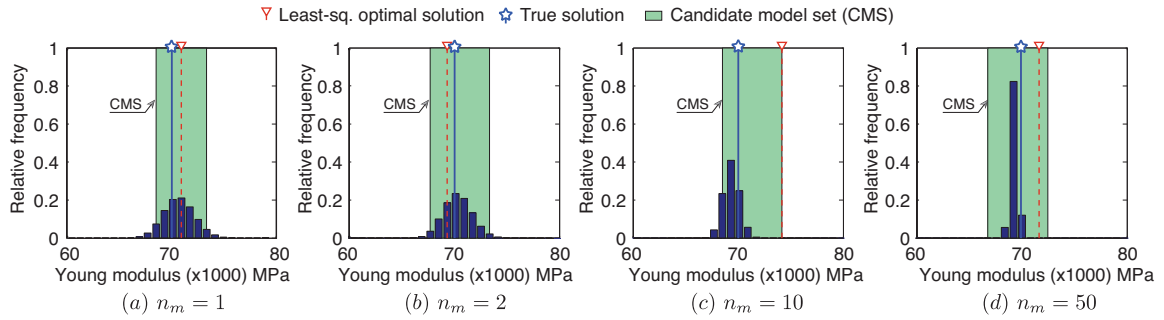 Least-sq. optimal solution True solution Candidate model set (CMS)
Relative frequency
1
0.8
0.6
0.4
0.2
0
CMS
60 70 80
Young modulus (x1000) MPa
(a) n_m = 1
Relative frequency
1
0.8
0.6
0.4
0.2
0
CMS
60 70 80
Young modulus (x1000) MPa
(b) n_m = 2
Relative frequency
1
0.8
0.6
0.4
0.2
0
CMS
60 70 80
Young modulus (x1000) MPa
(c) n_m = 10
Relative frequency
1
0.8
0.6
0.4
0.2
0
CMS
60 70 80
Young modulus (x1000) MPa
(d) n_m = 50